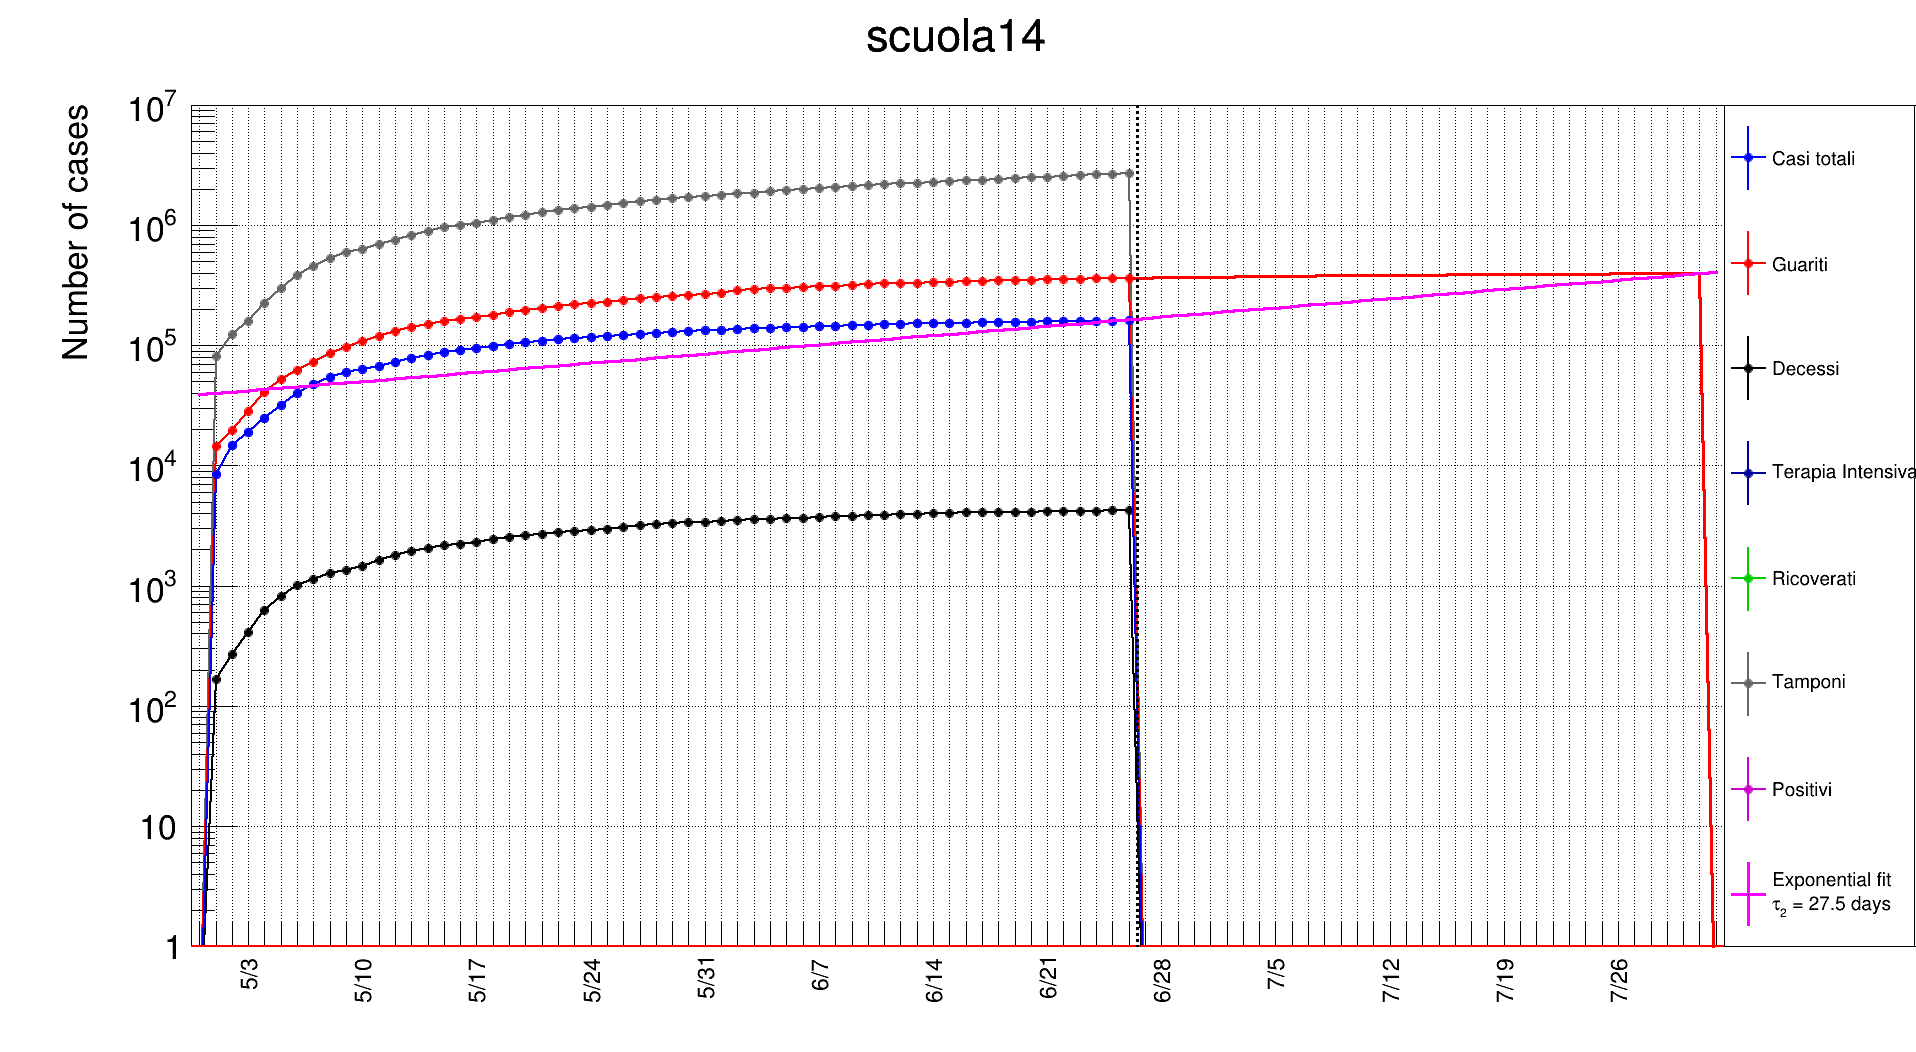 scuola14
Number of cases
10^7
10^6
10^5
10^4
10^3
10^2
10
1
5/3
5/10
5/17
5/24
5/31
6/7
6/14
6/21
6/28
7/5
7/12
7/19
7/26
Casi totali
Guariti
Decessi
Terapia Intensiva
Ricoverati
Tamponi
Positivi
Exponential fit
τ₂ = 27.5 days